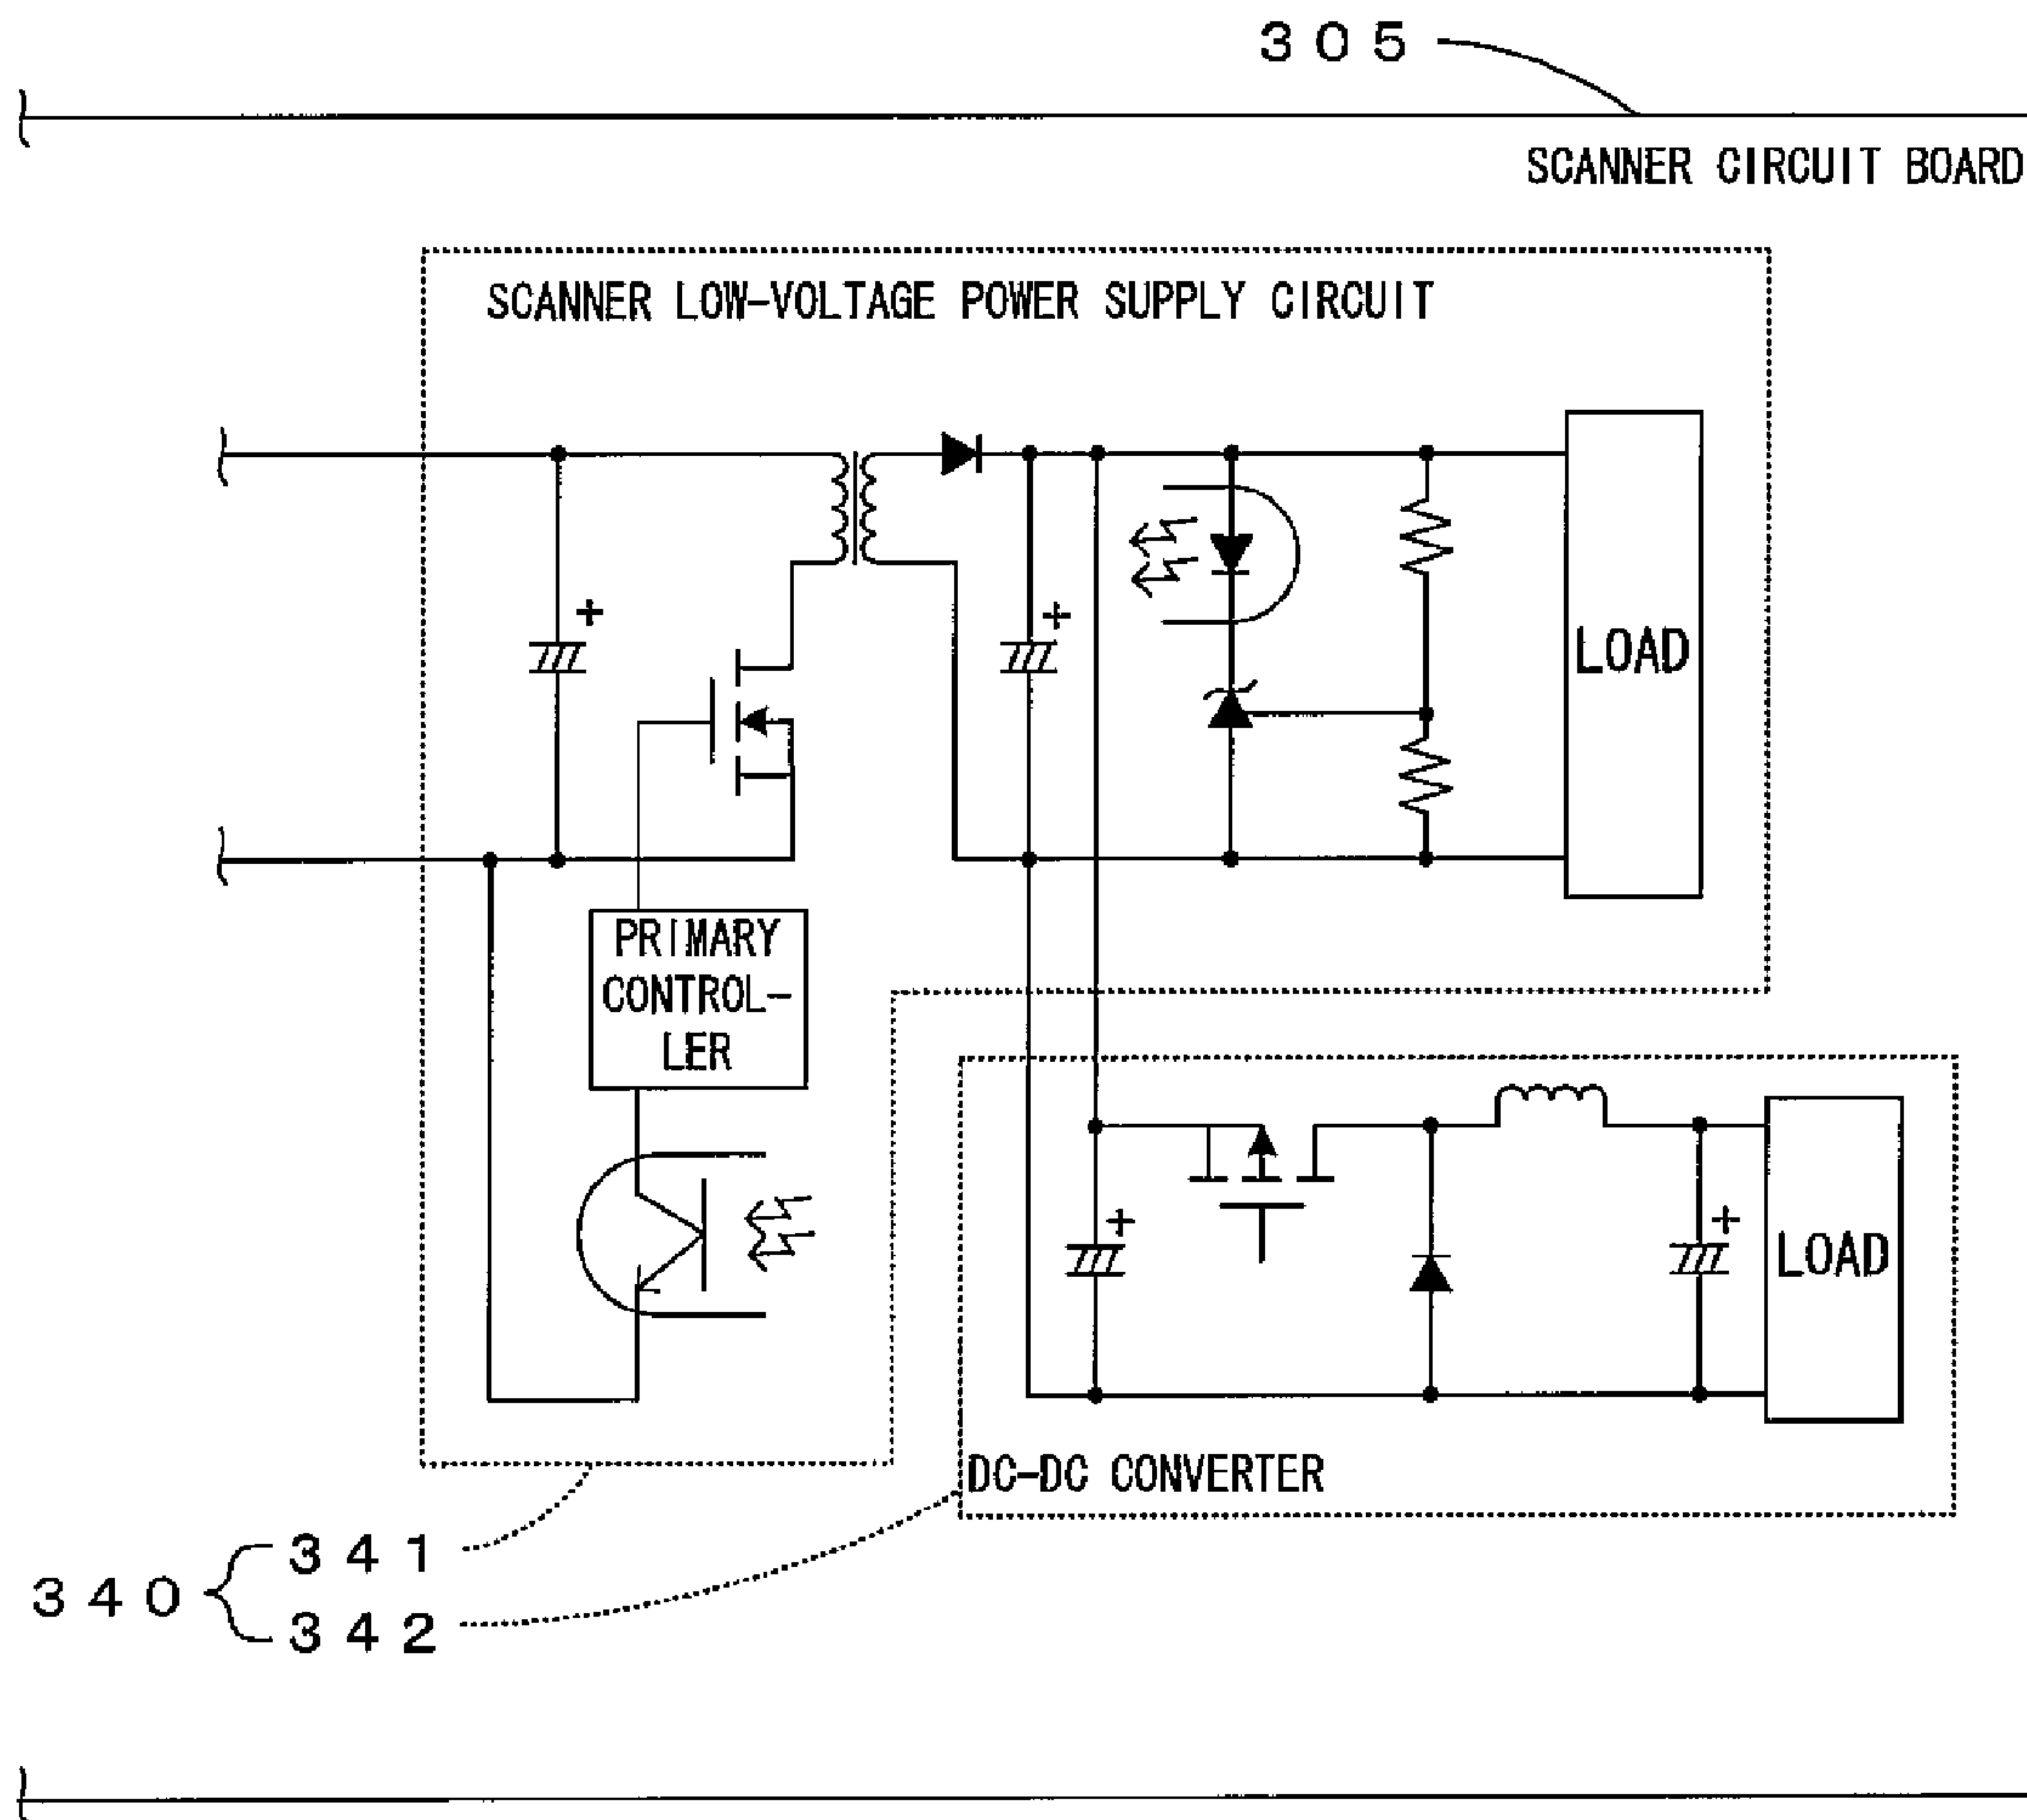 305
SCANNER CIRCUIT BOARD
SCANNER LOW-VOLTAGE POWER SUPPLY CIRCUIT
+
+
LOAD
PRIMARY
CONTROL-
LER
+
+
LOAD
DC-DC CONVERTER
340
341
342